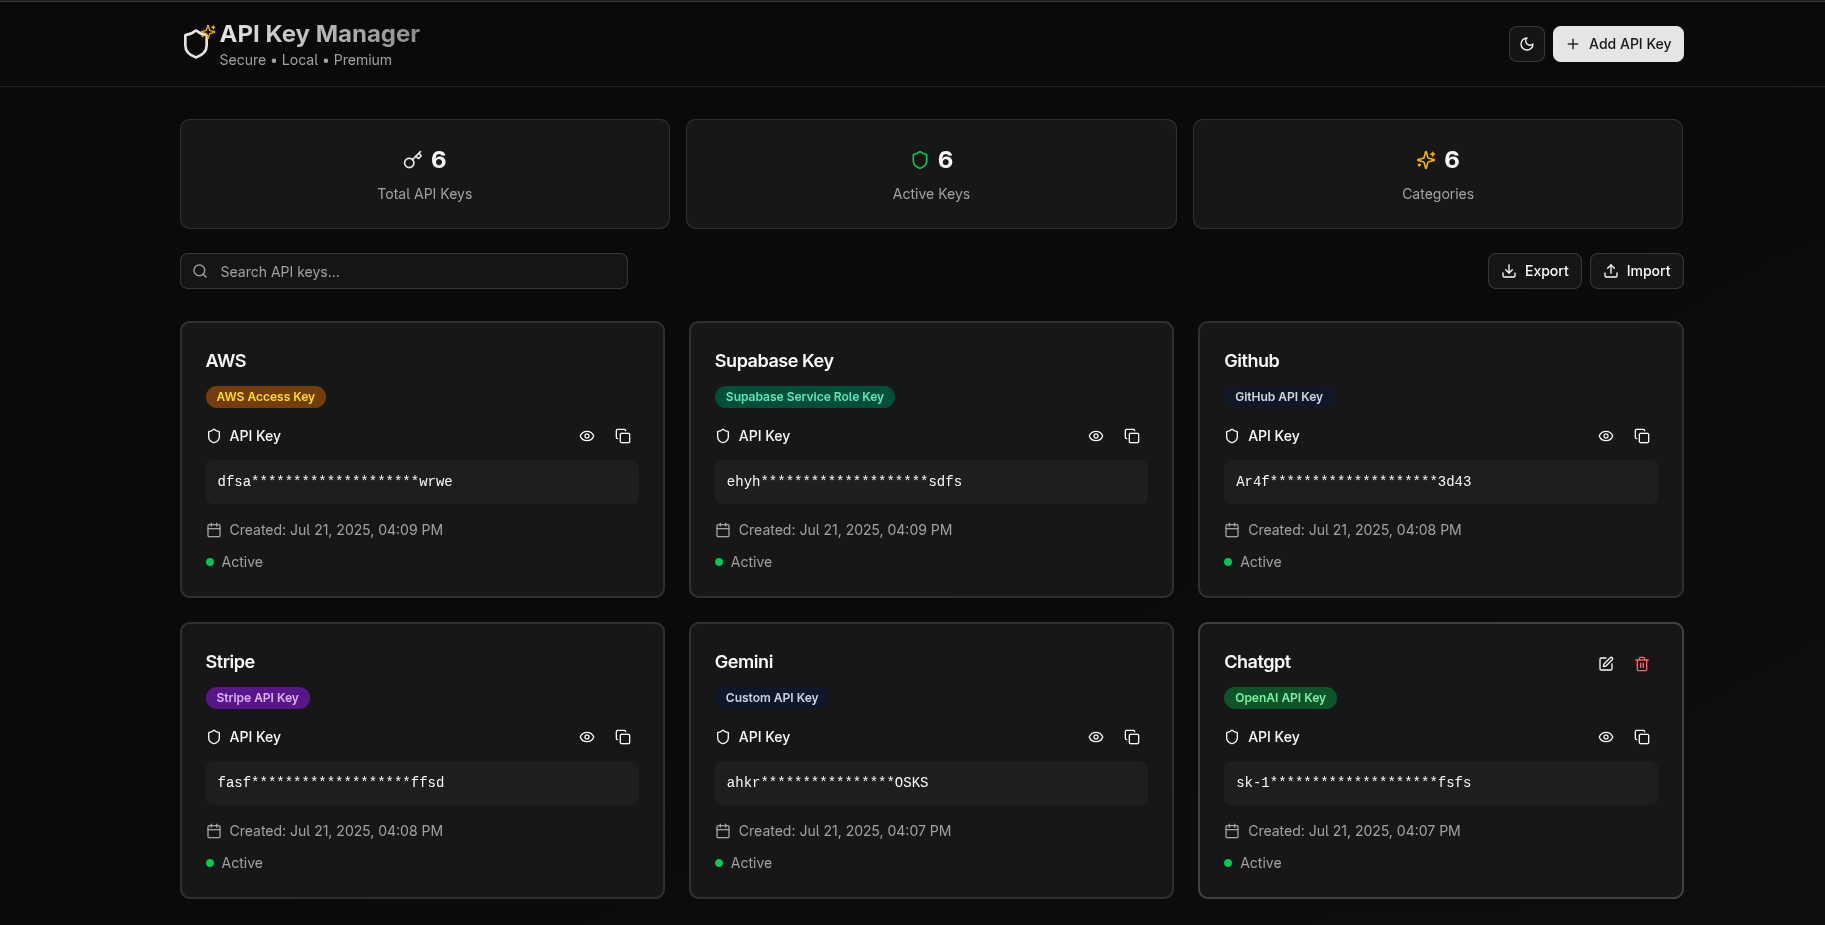 API Key Manager
Secure • Local • Premium
Add API Key
6
Total API Keys
6
Active Keys
6
Categories
Search API keys...
Export
Import
AWS
AWS Access Key
API Key
dfsa********************wrwe
Created: Jul 21, 2025, 04:09 PM
Active
Supabase Key
Supabase Service Role Key
API Key
ehyh********************sdfs
Created: Jul 21, 2025, 04:09 PM
Active
Github
GitHub API Key
API Key
Ar4f********************3d43
Created: Jul 21, 2025, 04:08 PM
Active
Stripe
Stripe API Key
API Key
fasf*******************ffsd
Created: Jul 21, 2025, 04:08 PM
Active
Gemini
Custom API Key
API Key
ahkr****************OSKS
Created: Jul 21, 2025, 04:07 PM
Active
Chatgpt
OpenAI API Key
API Key
sk-1********************fsfs
Created: Jul 21, 2025, 04:07 PM
Active